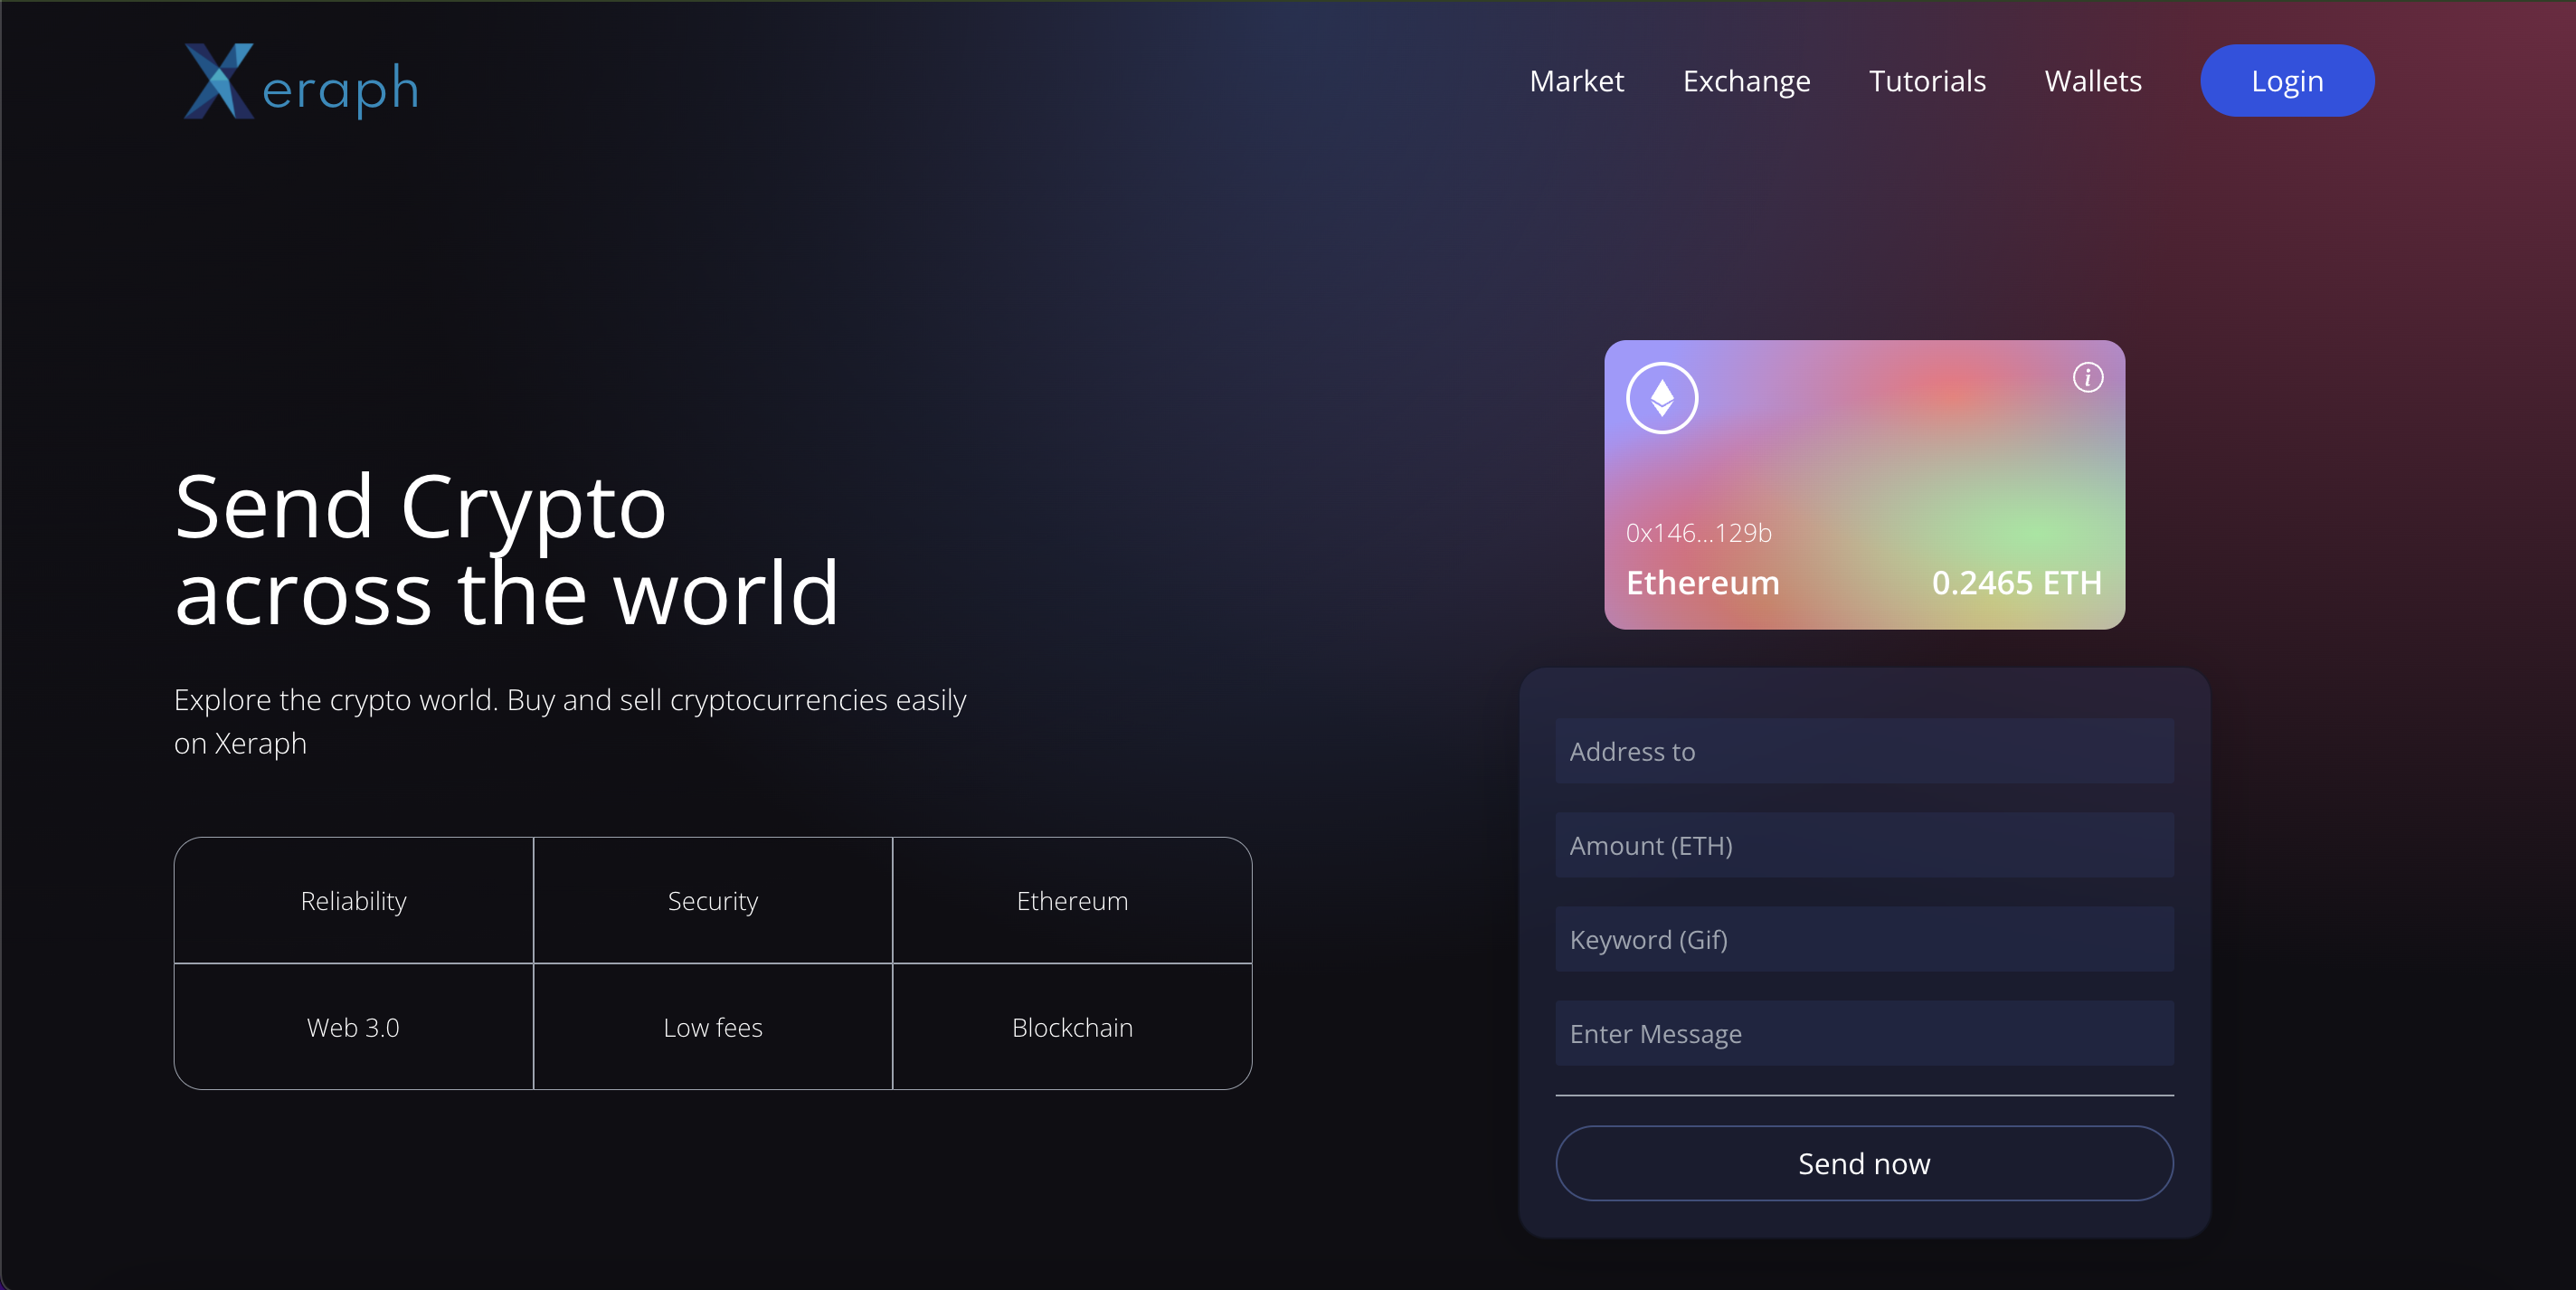 Xeraph
Market
Exchange
Tutorials
Wallets
Login
Send Crypto
across the world
Explore the crypto world. Buy and sell cryptocurrencies easily
on Xeraph
Reliability
Security
Ethereum
Web 3.0
Low fees
Blockchain
i
0x146...129b
Ethereum
0.2465 ETH
Address to
Amount (ETH)
Keyword (Gif)
Enter Message
Send now